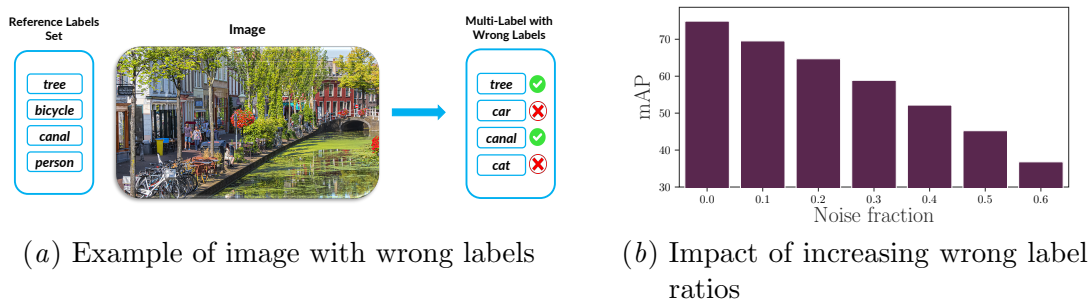 Reference Labels
Set
tree
bicycle
canal
person
Image
Multi-Label with
Wrong Labels
tree
car
canal
cat
(a) Example of image with wrong labels
mAP
70
60
50
40
30
0.0 0.1 0.2 0.3 0.4 0.5 0.6
Noise fraction
(b) Impact of increasing wrong label
ratios